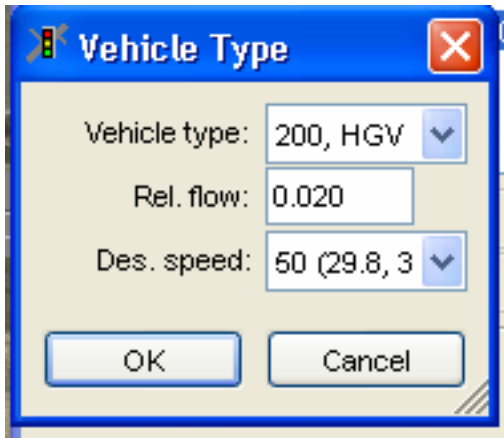 Vehicle Type
Vehicle type: 200, HGV
Rel. flow: 0.020
Des. speed: 50 (29.8, 3
OK Cancel